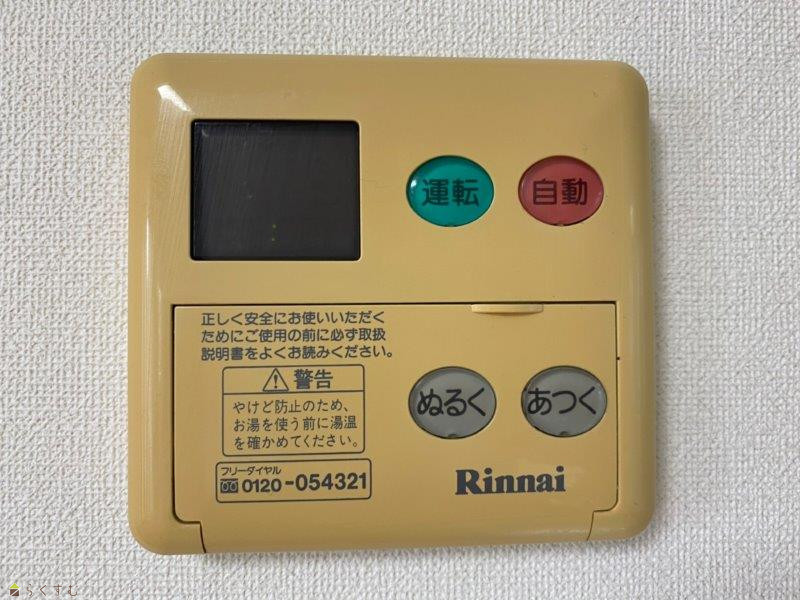 運転
自動
正しく安全にお使いいただく
ためにご使用の前に必ず取扱
説明書をよくお読みください。
警告
やけど防止のため、
お湯を使う前に湯温
を確かめてください。
ぬるく
あつく
フリーダイヤル
0120-054321
Rinnai
らくすむ